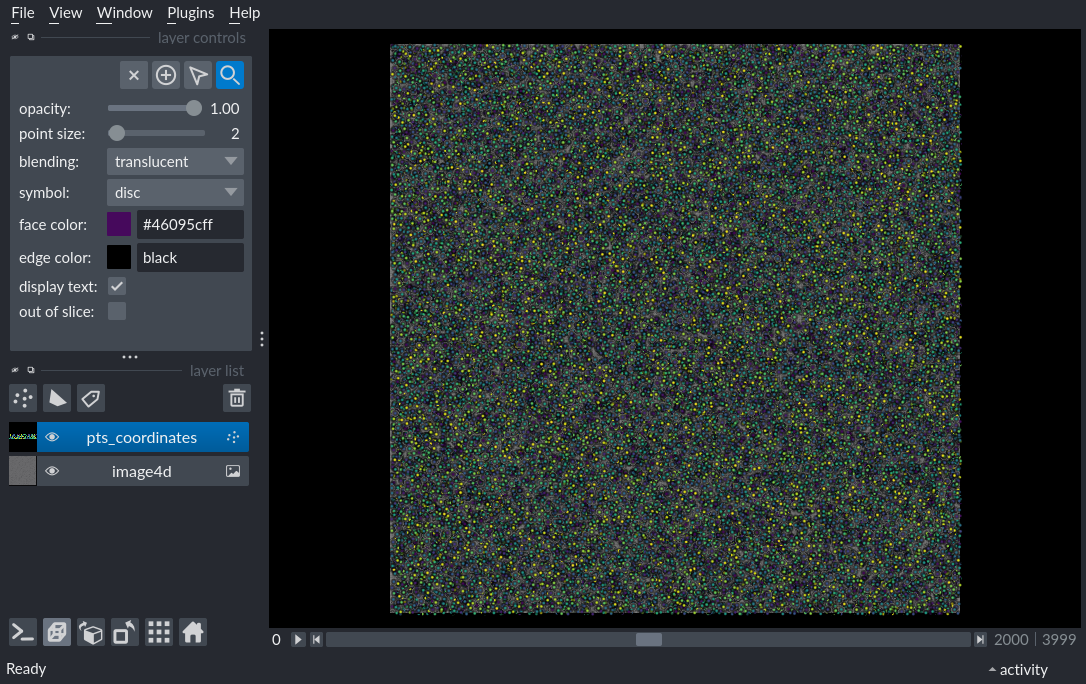 File View Window Plugins Help
layer controls
opacity: 1.00
point size: 2
blending: translucent
symbol: disc
face color: #46095cff
edge color: black
display text:
out of slice:
layer list
pts_coordinates
image4d
0 2000 | 3999
Ready activity